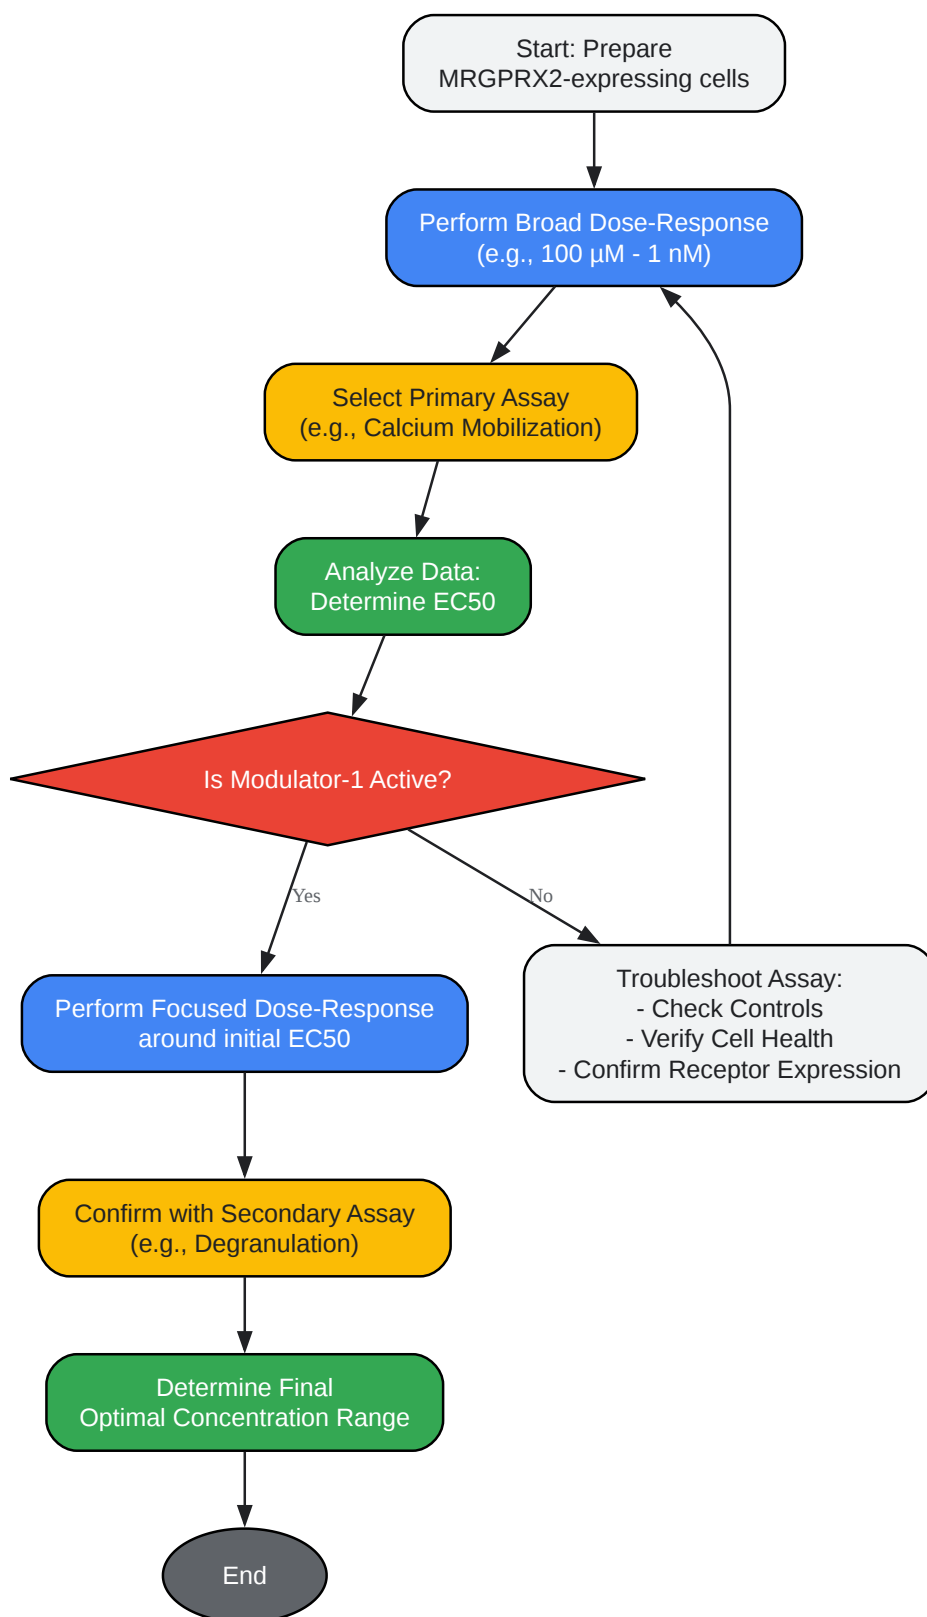 Start: Prepare
MRGPRX2-expressing cells
Perform Broad Dose-Response
(e.g., 100 µM - 1 nM)
Select Primary Assay
(e.g., Calcium Mobilization)
Analyze Data:
Determine EC50
Is Modulator-1 Active?
Yes
No
Perform Focused Dose-Response
around initial EC50
Troubleshoot Assay:
- Check Controls
- Verify Cell Health
- Confirm Receptor Expression
Confirm with Secondary Assay
(e.g., Degranulation)
Determine Final
Optimal Concentration Range
End